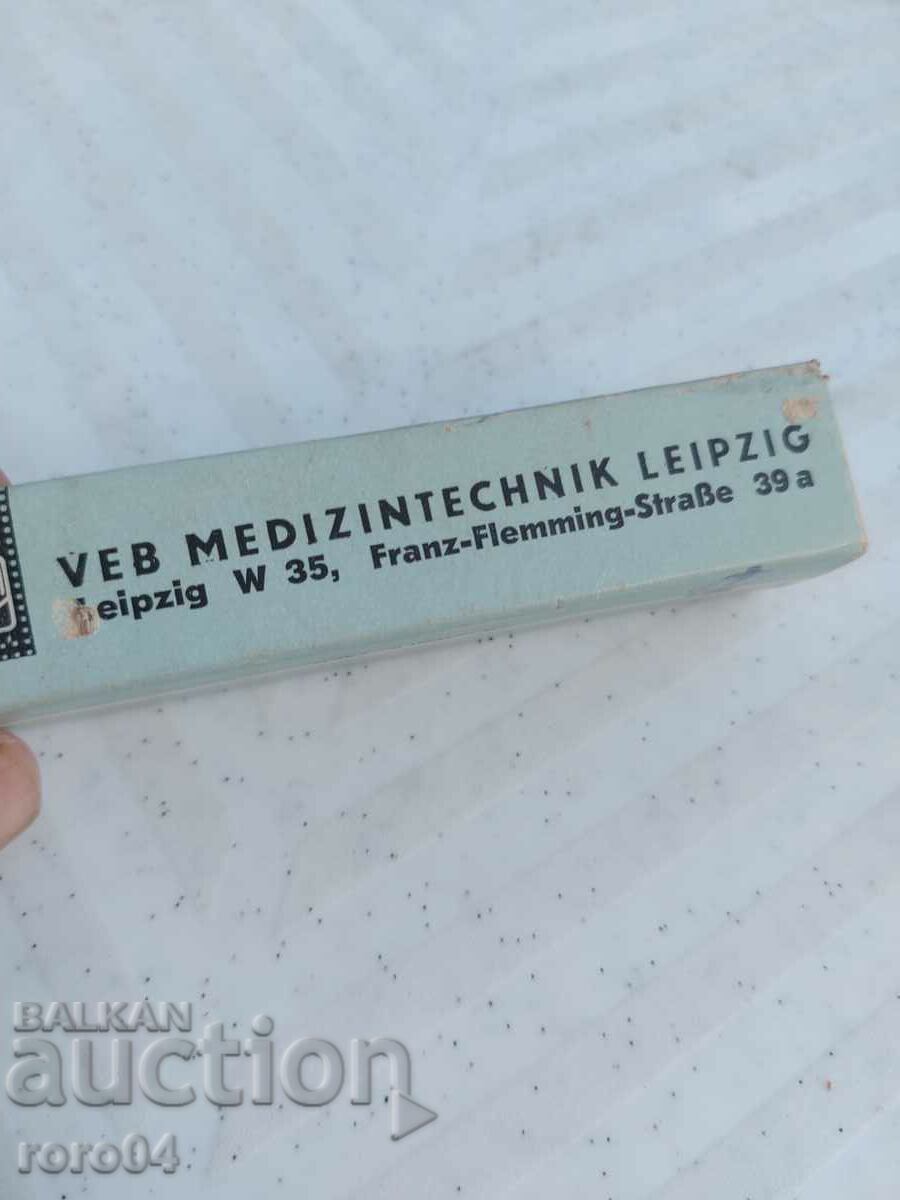 VEB MEDIZINTECHNIK LEIPZIG
Leipzig W 35, Franz-Flemming-Straße 39 a
BALKAN
auction
roro04